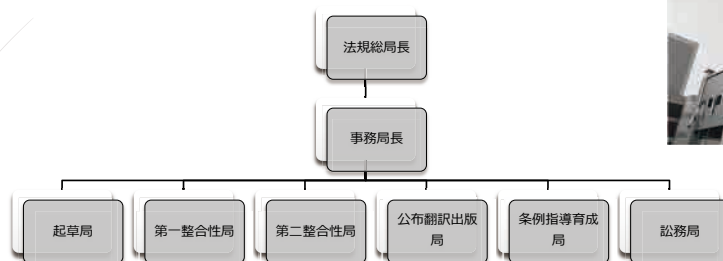 法規総局長
事務局長
起草局
第一整合性局
第二整合性局
公布翻訳出版
局
条例指導育成
局
訟務局